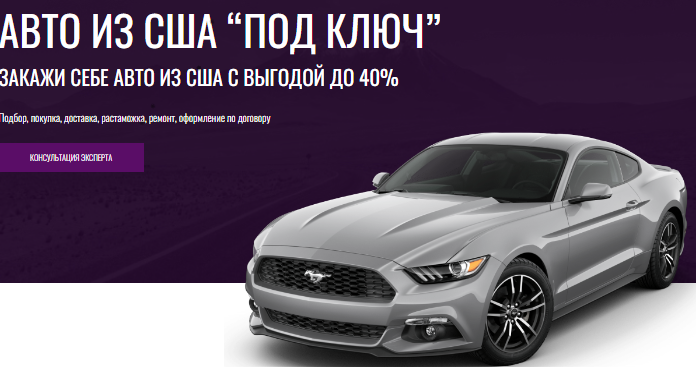 АВТО ИЗ США “ПОД КЛЮЧ”
ЗАКАЖИ СЕБЕ АВТО ИЗ США С ВЫГОДОЙ ДО 40%
Подбор, покупка, доставка, растаможка, ремонт, оформление по договору
КОНСУЛЬТАЦИЯ ЭКСПЕРТА